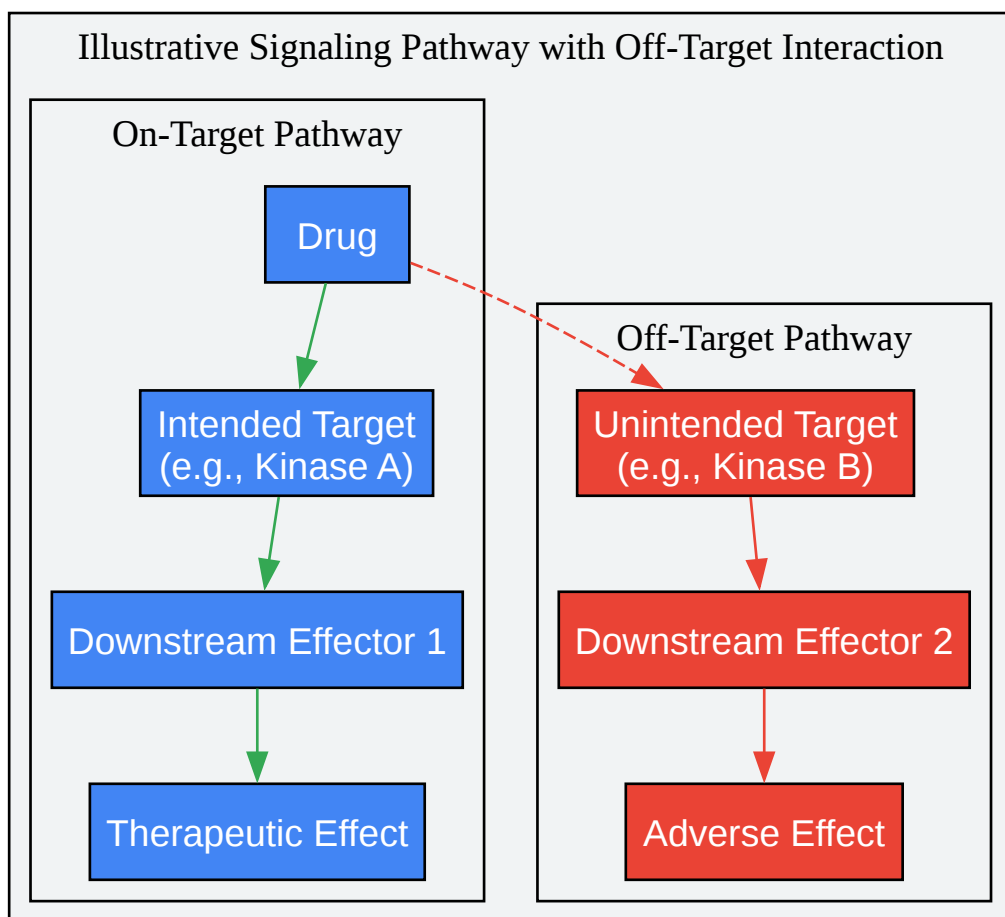 Illustrative Signaling Pathway with Off-Target Interaction
On-Target Pathway
Drug
Intended Target
(e.g., Kinase A)
Downstream Effector 1
Therapeutic Effect
Off-Target Pathway
Unintended Target
(e.g., Kinase B)
Downstream Effector 2
Adverse Effect